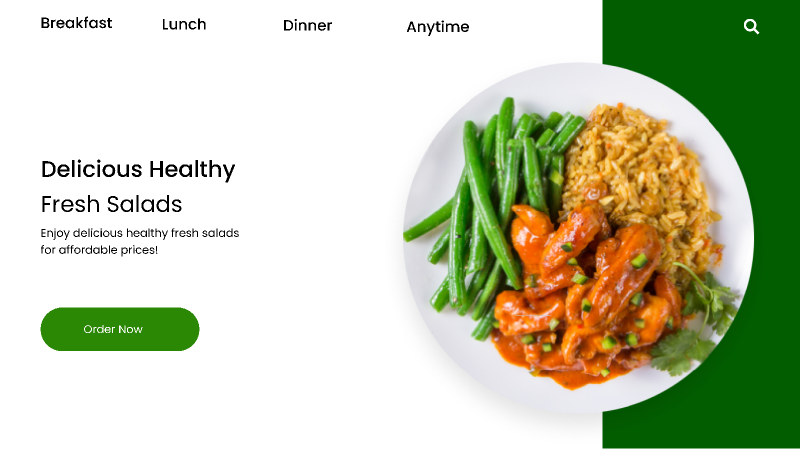 Breakfast
Lunch
Dinner
Anytime
Delicious Healthy
Fresh Salads
Enjoy delicious healthy fresh salads
for affordable prices!
Order Now